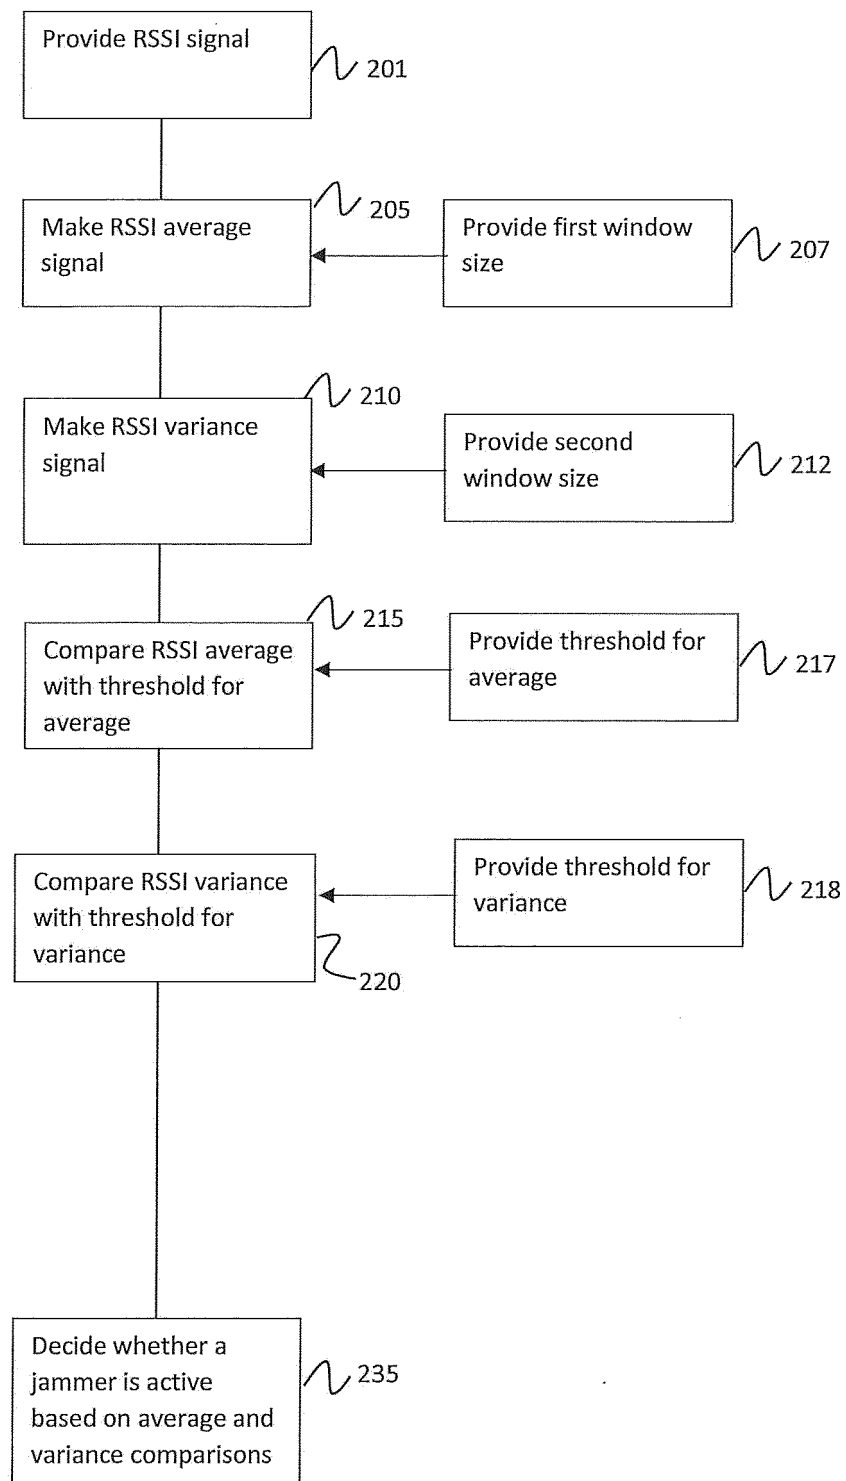 Provide RSSI signal
201
Make RSSI average
signal
205
Provide first window
size
207
Make RSSI variance
signal
210
Provide second
window size
212
Compare RSSI average
with threshold for
average
215
Provide threshold for
average
217
Compare RSSI variance
with threshold for
variance
220
Provide threshold for
variance
218
Decide whether a
jammer is active
based on average and
variance comparisons
235